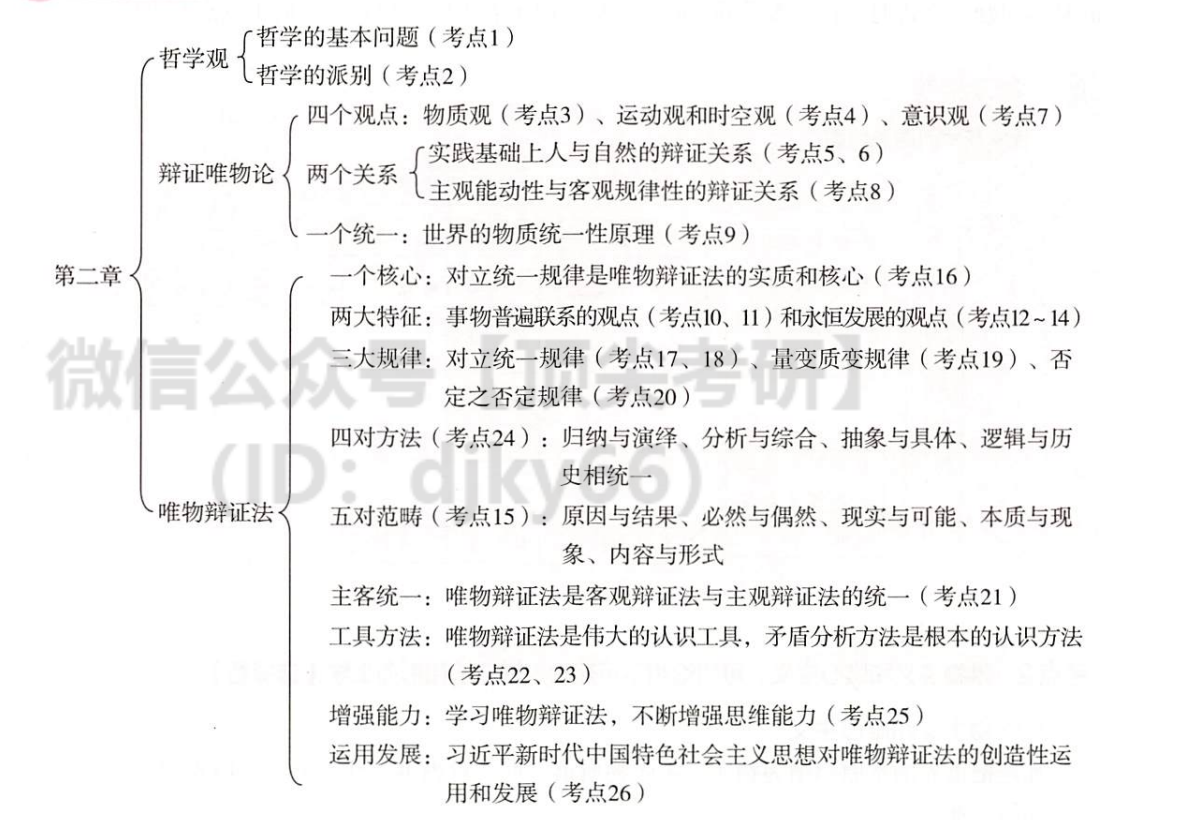 哲学的基本问题（考点1）
哲学观
哲学的派别（考点2）
四个观点：物质观（考点3）、运动观和时空观（考点4）、意识观（考点7）
实践基础上人与自然的辩证关系（考点5、6）
辩证唯物论
两个关系
主观能动性与客观规律性的辩证关系（考点8）
一个统一：世界的物质统一性原理（考点9）
第二章
一个核心：对立统一规律是唯物辩证法的实质和核心（考点16）
两大特征：事物普遍联系的观点（考点10、11）和永恒发展的观点（考点12~14）
三大规律：对立统一规律（考点17、18）、量变质变规律（考点19）、否
定之否定规律（考点20）
微信公众号【顶尖考研】
四对方法（考点24）：归纳与演绎、分析与综合、抽象与具体、逻辑与历
史相统一
(ID：djky66)
唯物辩证法
五对范畴（考点15）：原因与结果、必然与偶然、现实与可能、本质与现
象、内容与形式
主客统一：唯物辩证法是客观辩证法与主观辩证法的统一（考点21）
工具方法：唯物辩证法是伟大的认识工具，矛盾分析方法是根本的认识方法
（考点22、23）
增强能力：学习唯物辩证法，不断增强思维能力（考点25）
运用发展：习近平新时代中国特色社会主义思想对唯物辩证法的创造性运
用和发展（考点26）